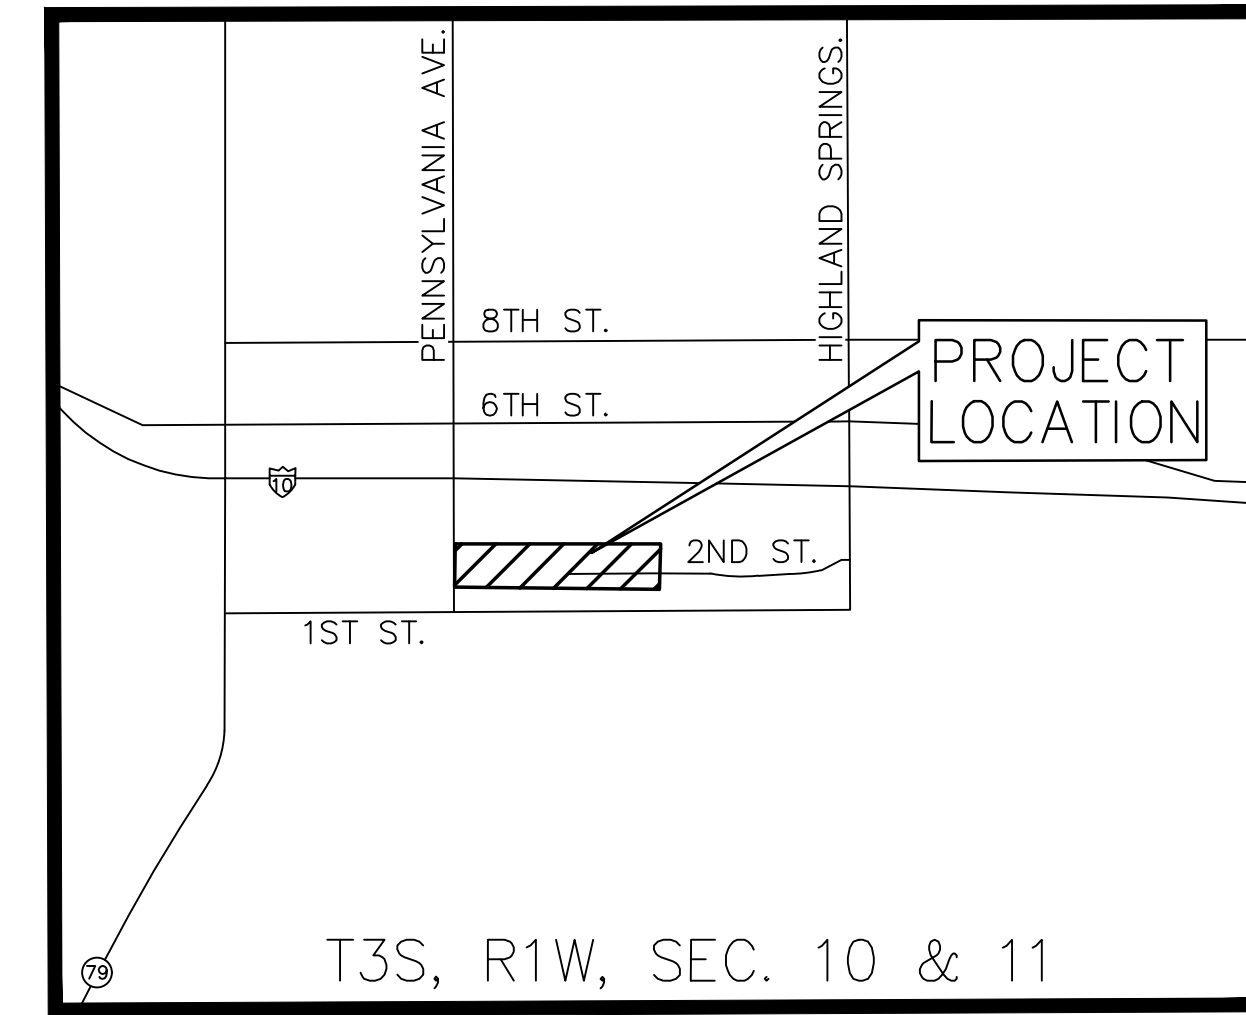 PENNSYLVANIA AVE.
HIGHLAND SPRINGS.
8TH ST.
PROJECT
LOCATION
6TH ST.
10
2ND ST.
1ST ST.
T3S, R1W, SEC. 10 & 11
79